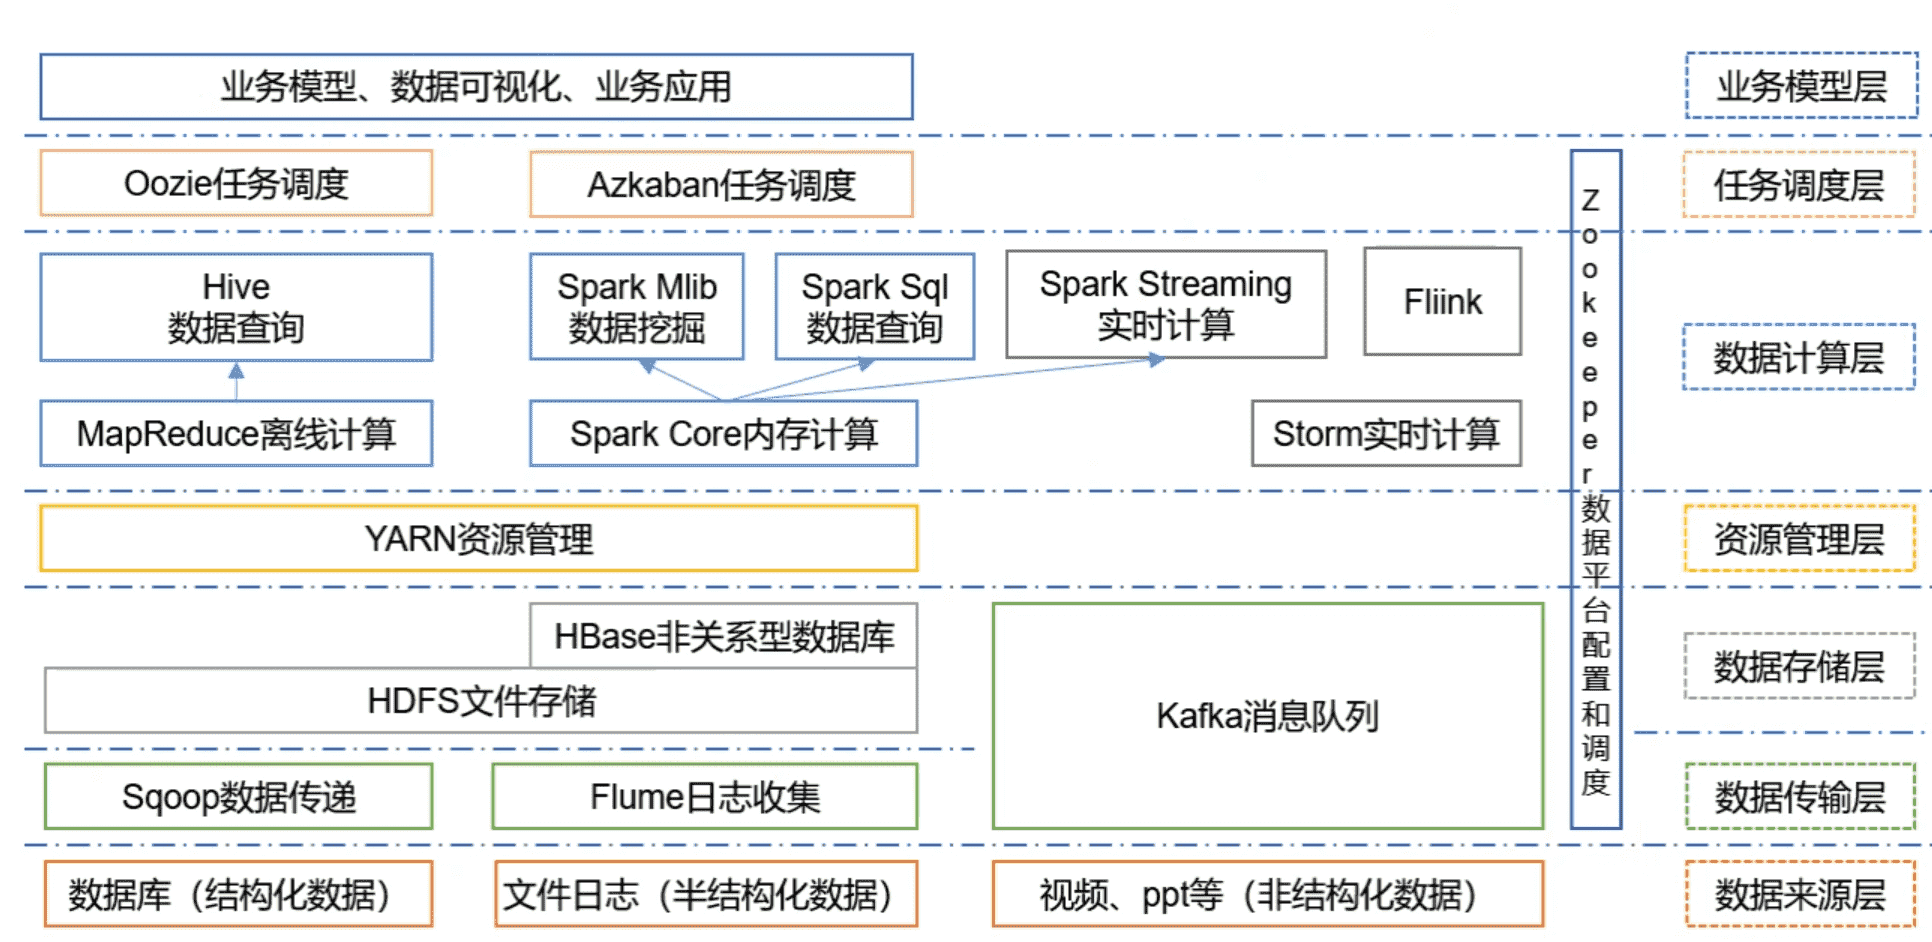 业务模型、数据可视化、业务应用
业务模型层
Oozie任务调度
Azkaban任务调度
任务调度层
Hive
数据查询
Spark Mlib
数据挖掘
Spark Sql
数据查询
Spark Streaming
实时计算
Fliink
数据计算层
MapReduce离线计算
Spark Core内存计算
Storm实时计算
Zookeeper数据平台配置和调度
YARN资源管理
资源管理层
HBase非关系型数据库
HDFS文件存储
Kafka消息队列
数据存储层
Sqoop数据传递
Flume日志收集
数据传输层
数据库（结构化数据）
文件日志（半结构化数据）
视频、ppt等（非结构化数据）
数据来源层